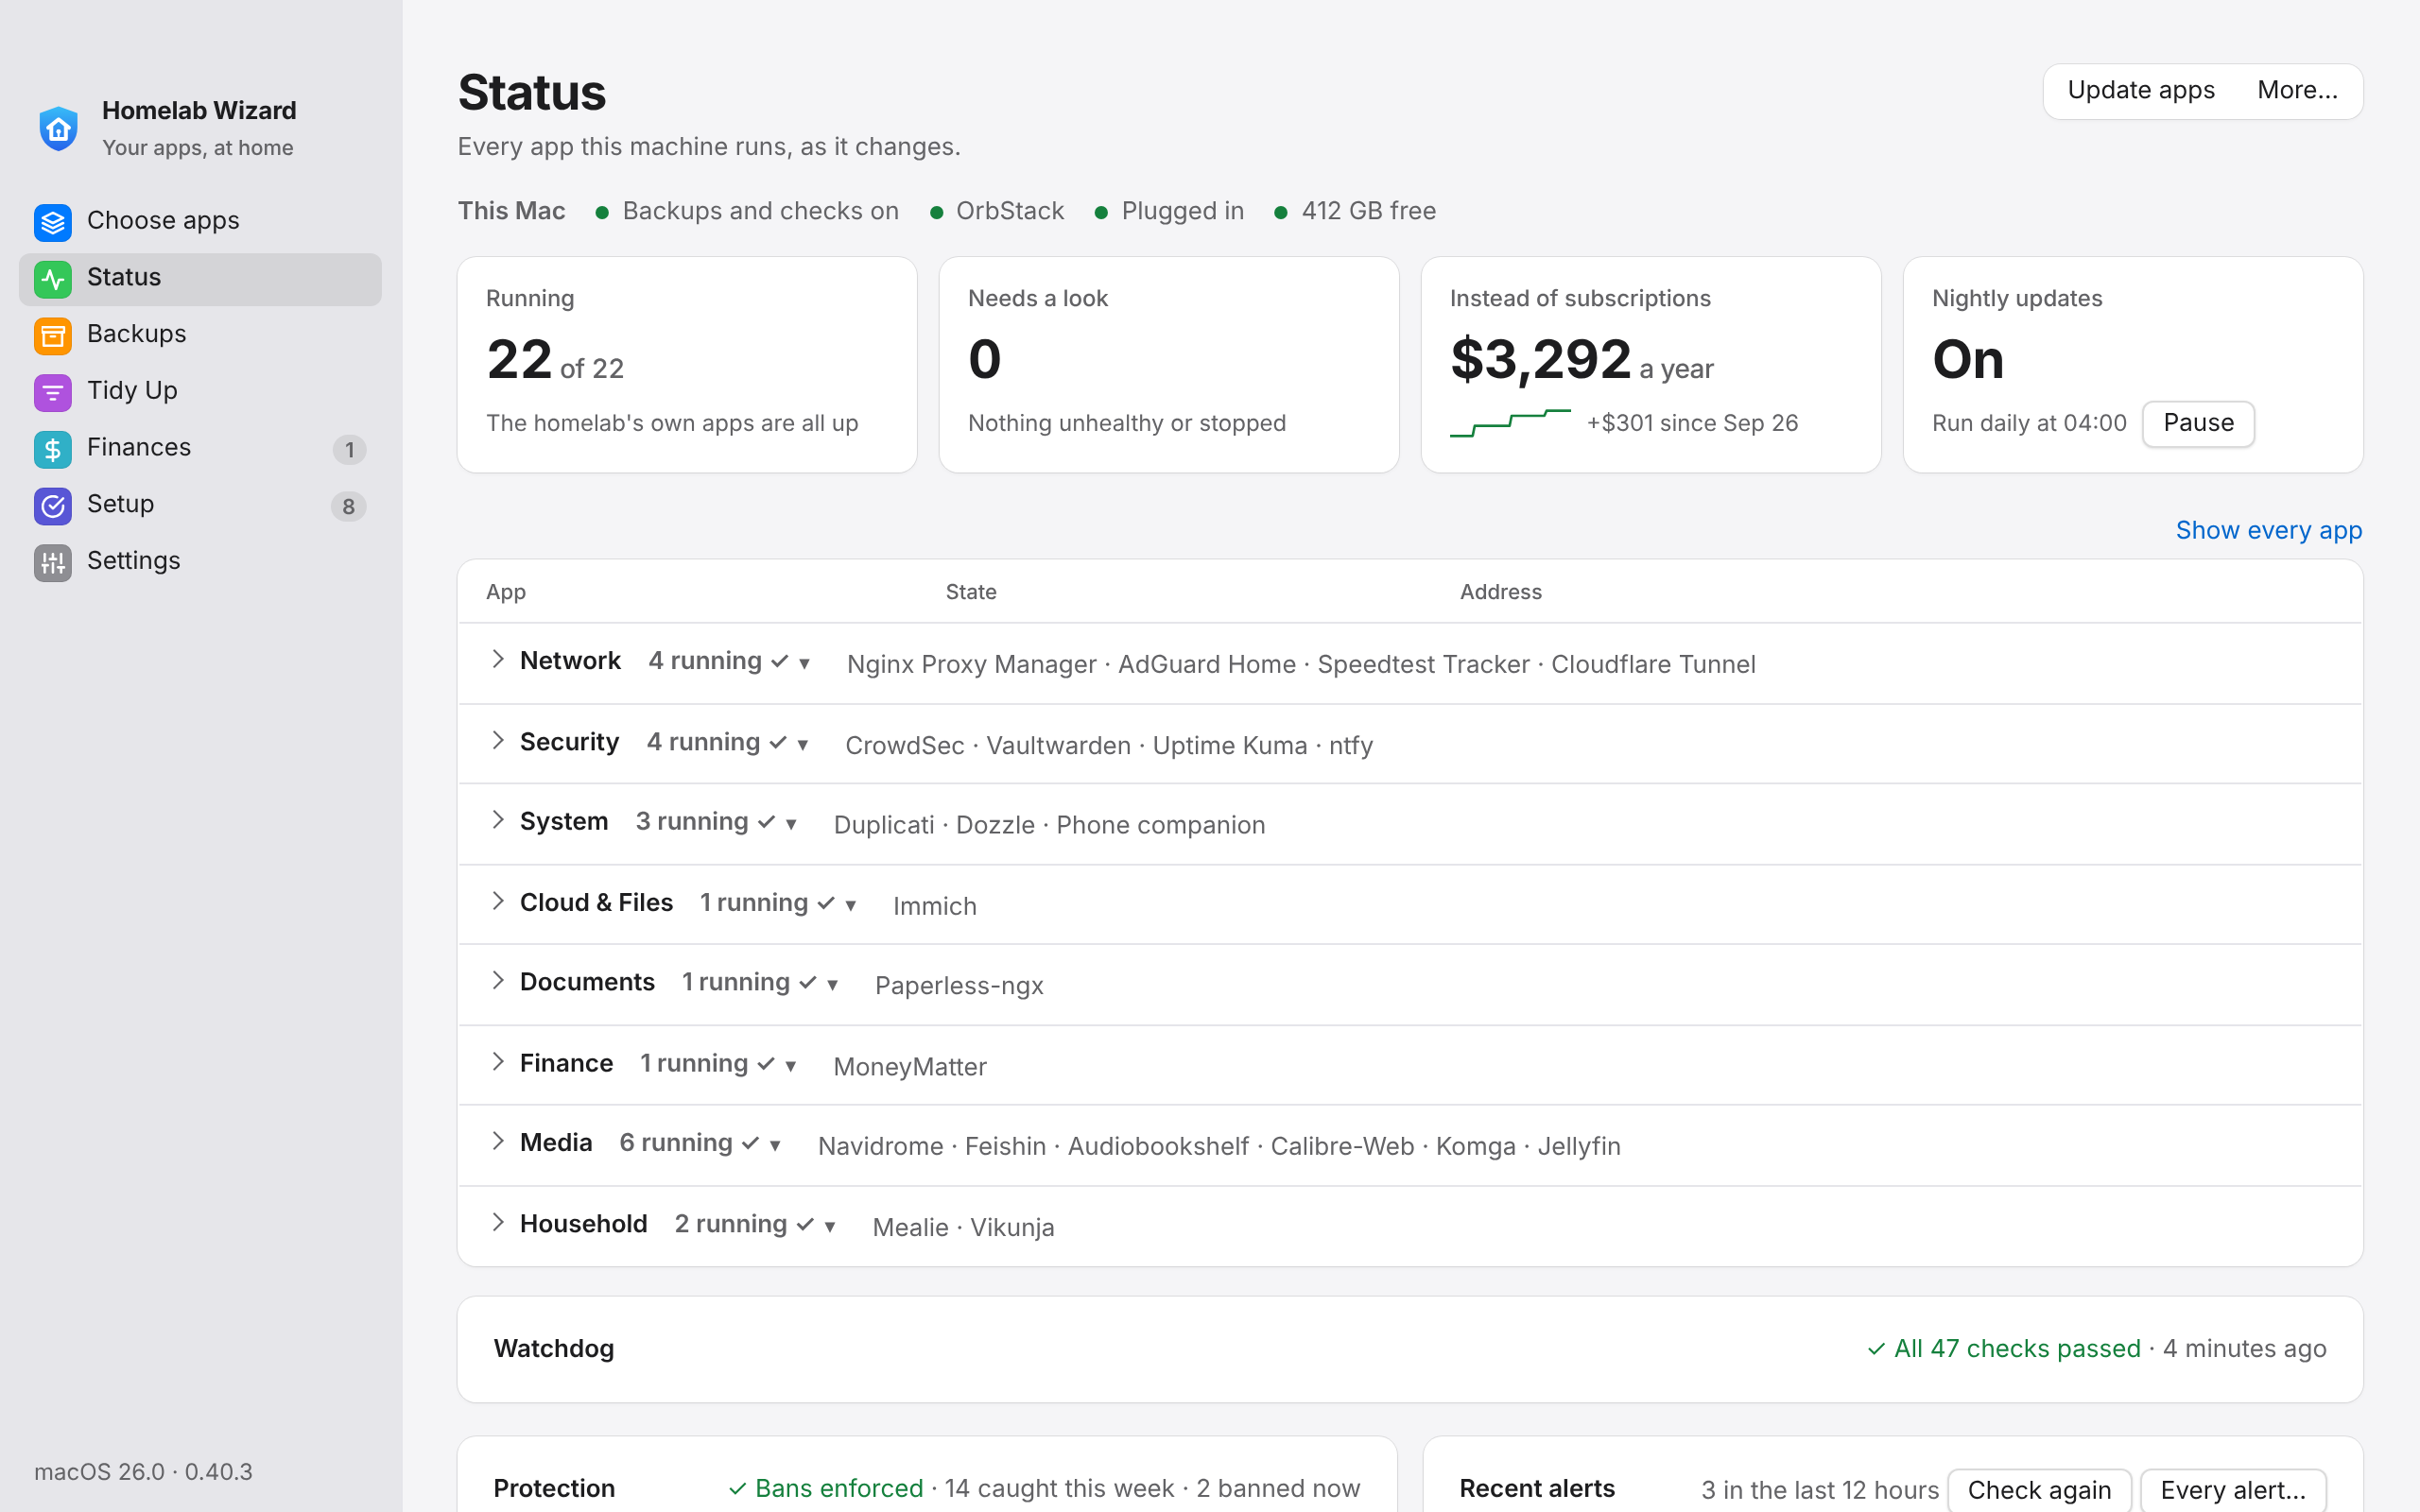 Homelab Wizard
Your apps, at home
Choose apps
Status
Backups
Tidy Up
Finances 1
Setup 8
Settings
macOS 26.0 · 0.40.3
Status
Every app this machine runs, as it changes.
Update apps More...
This Mac Backups and checks on OrbStack Plugged in 412 GB free
Running
22 of 22
The homelab's own apps are all up
Needs a look
0
Nothing unhealthy or stopped
Instead of subscriptions
$3,292 a year
+$301 since Sep 26
Nightly updates
On
Run daily at 04:00 Pause
Show every app
App State Address
Network 4 running ✓ ▾ Nginx Proxy Manager · AdGuard Home · Speedtest Tracker · Cloudflare Tunnel
Security 4 running ✓ ▾ CrowdSec · Vaultwarden · Uptime Kuma · ntfy
System 3 running ✓ ▾ Duplicati · Dozzle · Phone companion
Cloud & Files 1 running ✓ ▾ Immich
Documents 1 running ✓ ▾ Paperless-ngx
Finance 1 running ✓ ▾ MoneyMatter
Media 6 running ✓ ▾ Navidrome · Feishin · Audiobookshelf · Calibre-Web · Komga · Jellyfin
Household 2 running ✓ ▾ Mealie · Vikunja
Watchdog ✓ All 47 checks passed · 4 minutes ago
Protection ✓ Bans enforced · 14 caught this week · 2 banned now
Recent alerts 3 in the last 12 hours Check again Every alert...